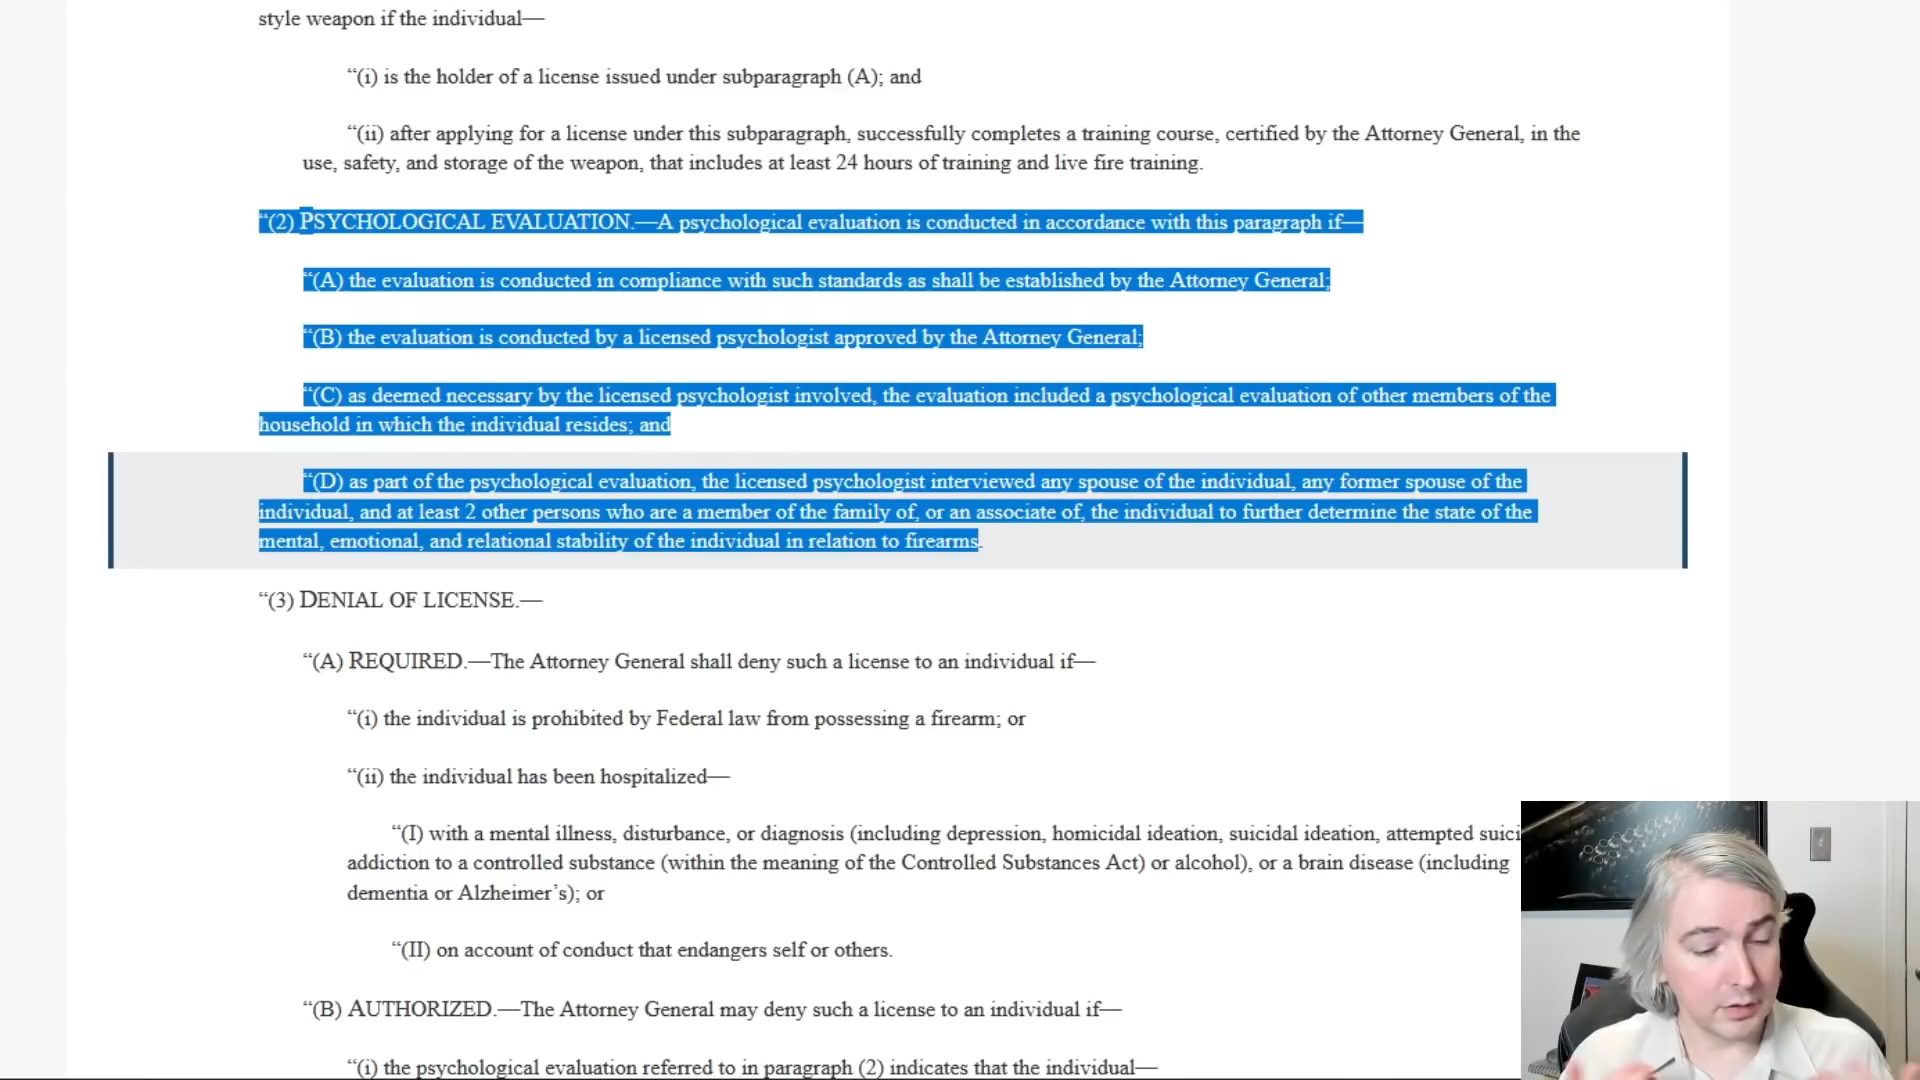 style weapon if the individual—
“(i) is the holder of a license issued under subparagraph (A); and
“(ii) after applying for a license under this subparagraph, successfully completes a training course, certified by the Attorney General, in the
use, safety, and storage of the weapon, that includes at least 24 hours of training and live fire training.
“(2) PSYCHOLOGICAL EVALUATION.—A psychological evaluation is conducted in accordance with this paragraph if—
“(A) the evaluation is conducted in compliance with such standards as shall be established by the Attorney General;
“(B) the evaluation is conducted by a licensed psychologist approved by the Attorney General;
“(C) as deemed necessary by the licensed psychologist involved, the evaluation included a psychological evaluation of other members of the
household in which the individual resides; and
“(D) as part of the psychological evaluation, the licensed psychologist interviewed any spouse of the individual, any former spouse of the
individual, and at least 2 other persons who are a member of the family of, or an associate of, the individual to further determine the state of the
mental, emotional, and relational stability of the individual in relation to firearms.
“(3) DENIAL OF LICENSE.—
“(A) REQUIRED.—The Attorney General shall deny such a license to an individual if—
“(i) the individual is prohibited by Federal law from possessing a firearm; or
“(ii) the individual has been hospitalized—
“(I) with a mental illness, disturbance, or diagnosis (including depression, homicidal ideation, suicidal ideation, attempted suici
addiction to a controlled substance (within the meaning of the Controlled Substances Act) or alcohol), or a brain disease (including
dementia or Alzheimer’s); or
“(II) on account of conduct that endangers self or others.
“(B) AUTHORIZED.—The Attorney General may deny such a license to an individual if—
“(i) the psychological evaluation referred to in paragraph (2) indicates that the individual—